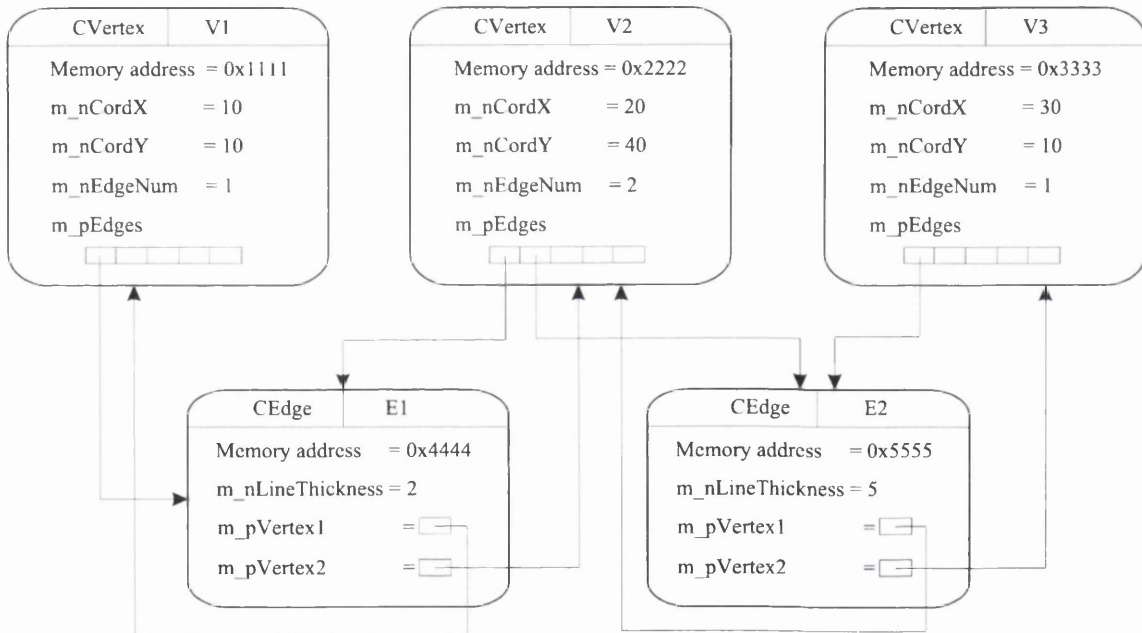 CVertex V1
Memory address = 0x1111
m_nCordX = 10
m_nCordY = 10
m_nEdgeNum = 1
m_pEdges
CVertex V2
Memory address = 0x2222
m_nCordX = 20
m_nCordY = 40
m_nEdgeNum = 2
m_pEdges
CVertex V3
Memory address = 0x3333
m_nCordX = 30
m_nCordY = 10
m_nEdgeNum = 1
m_pEdges
CEdge E1
Memory address = 0x4444
m_nLineThickness = 2
m_pVertex1 =
m_pVertex2 =
CEdge E2
Memory address = 0x5555
m_nLineThickness = 5
m_pVertex1 =
m_pVertex2 =